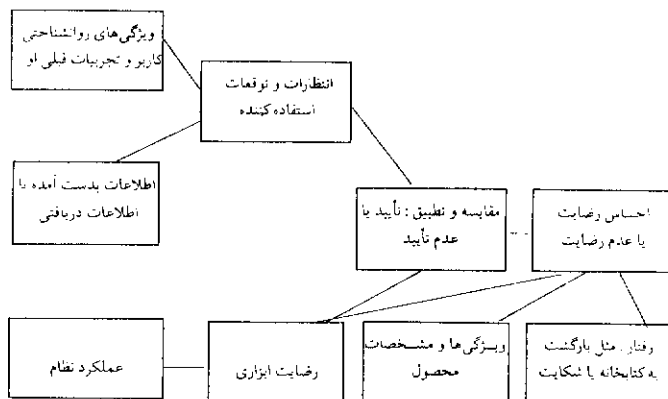 ویژگی‌های روانشناختی
کاربر و تجربیات قبلی او
انتظارات و توقعات
استفاده کننده
اطلاعات بدست آمده یا
اطلاعات دریافتی
مقایسه و تطبیق : تأیید یا
عدم تأیید
احساس رضایت
یا عدم رضایت
عملکرد نظام
رضایت ابزاری
ویـژگی‌ها و مشـخصات
محصول
رفتار ، مثل بازگشت
به کتابخانه یا شکایت